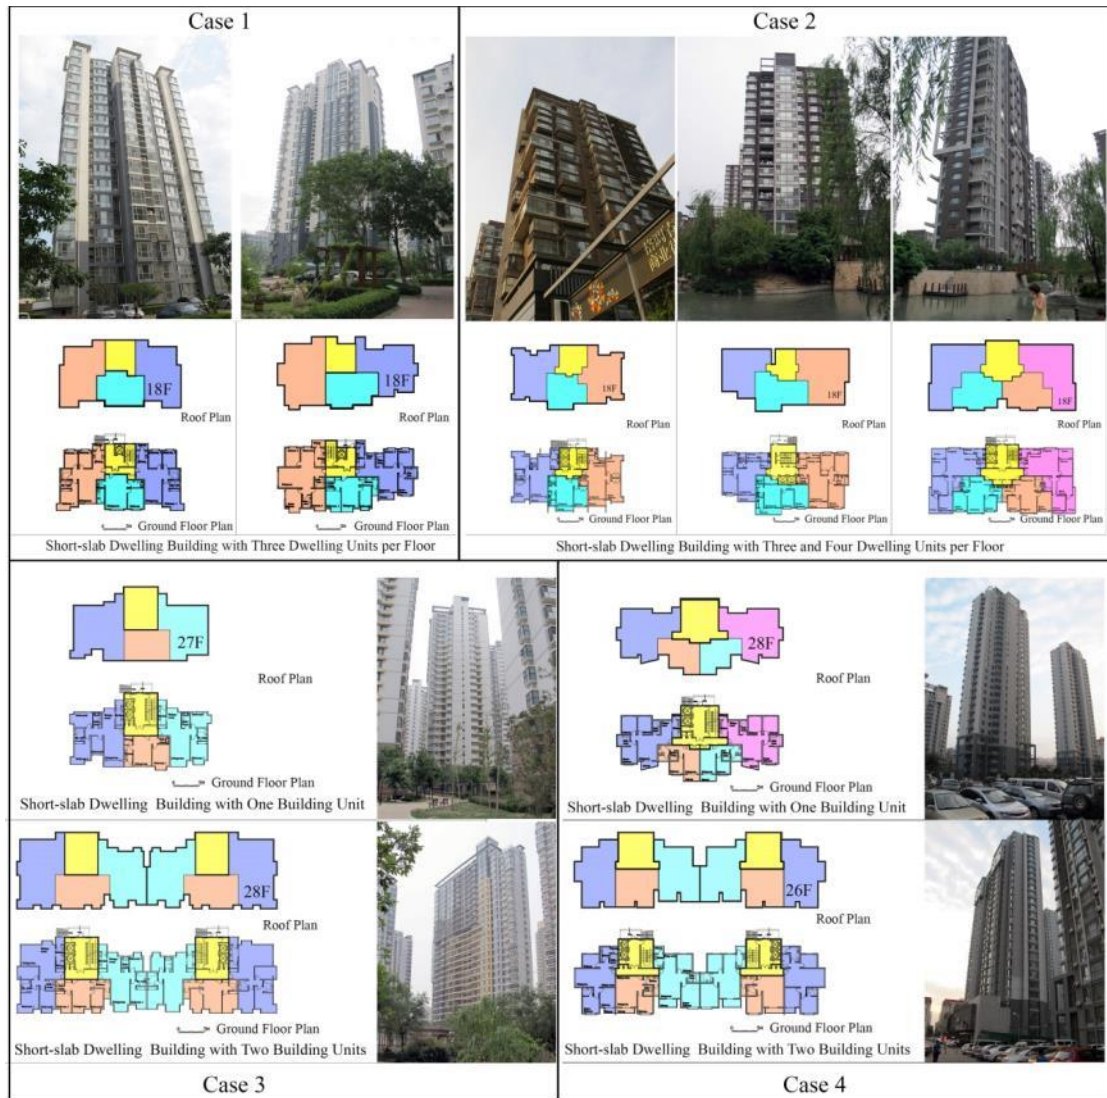 Case 1
18F
Roof Plan
Ground Floor Plan
18F
Roof Plan
Ground Floor Plan
Short-slab Dwelling Building with Three Dwelling Units per Floor
Case 2
18F
Roof Plan
Ground Floor Plan
18F
Roof Plan
Ground Floor Plan
18F
Roof Plan
Ground Floor Plan
Short-slab Dwelling Building with Three and Four Dwelling Units per Floor
27F
Roof Plan
Ground Floor Plan
Short-slab Dwelling Building with One Building Unit
28F
Roof Plan
Ground Floor Plan
Short-slab Dwelling Building with Two Building Units
Case 3
28F
Roof Plan
Ground Floor Plan
Short-slab Dwelling Building with One Building Unit
26F
Roof Plan
Ground Floor Plan
Short-slab Dwelling Building with Two Building Units
Case 4